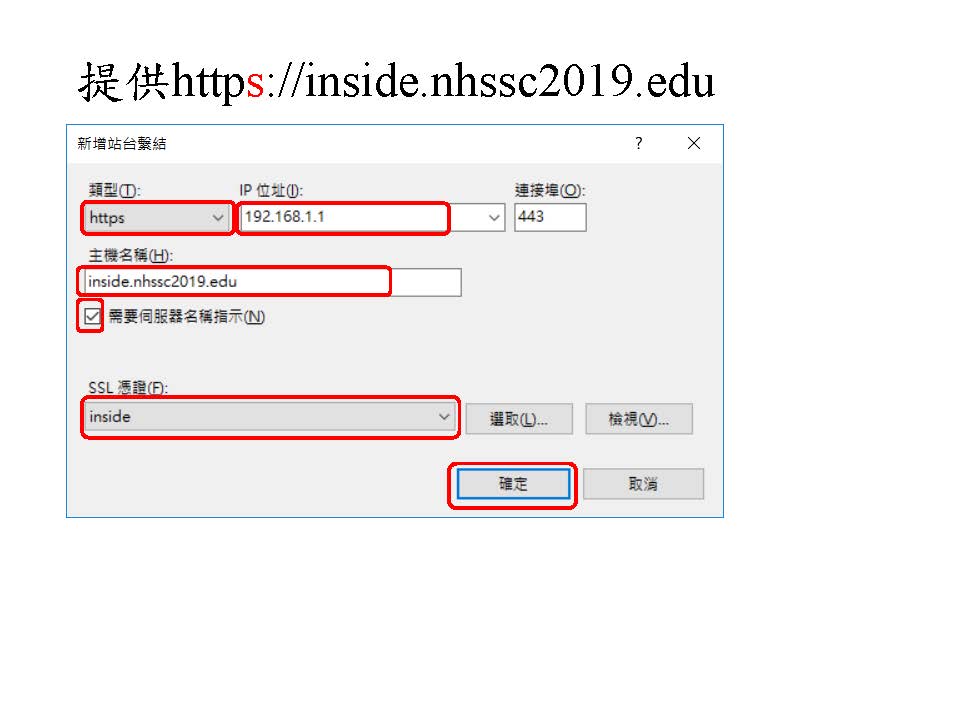 提供https://inside.nhssc2019.edu
新增站台繫結 ?
類型(T): IP 位址(I): 連接埠(O):
https 192.168.1.1 443
主機名稱(H):
inside.nhssc2019.edu
需要伺服器名稱指示(N)
SSL 憑證(F):
inside 選取(L)... 檢視(V)...
確定 取消